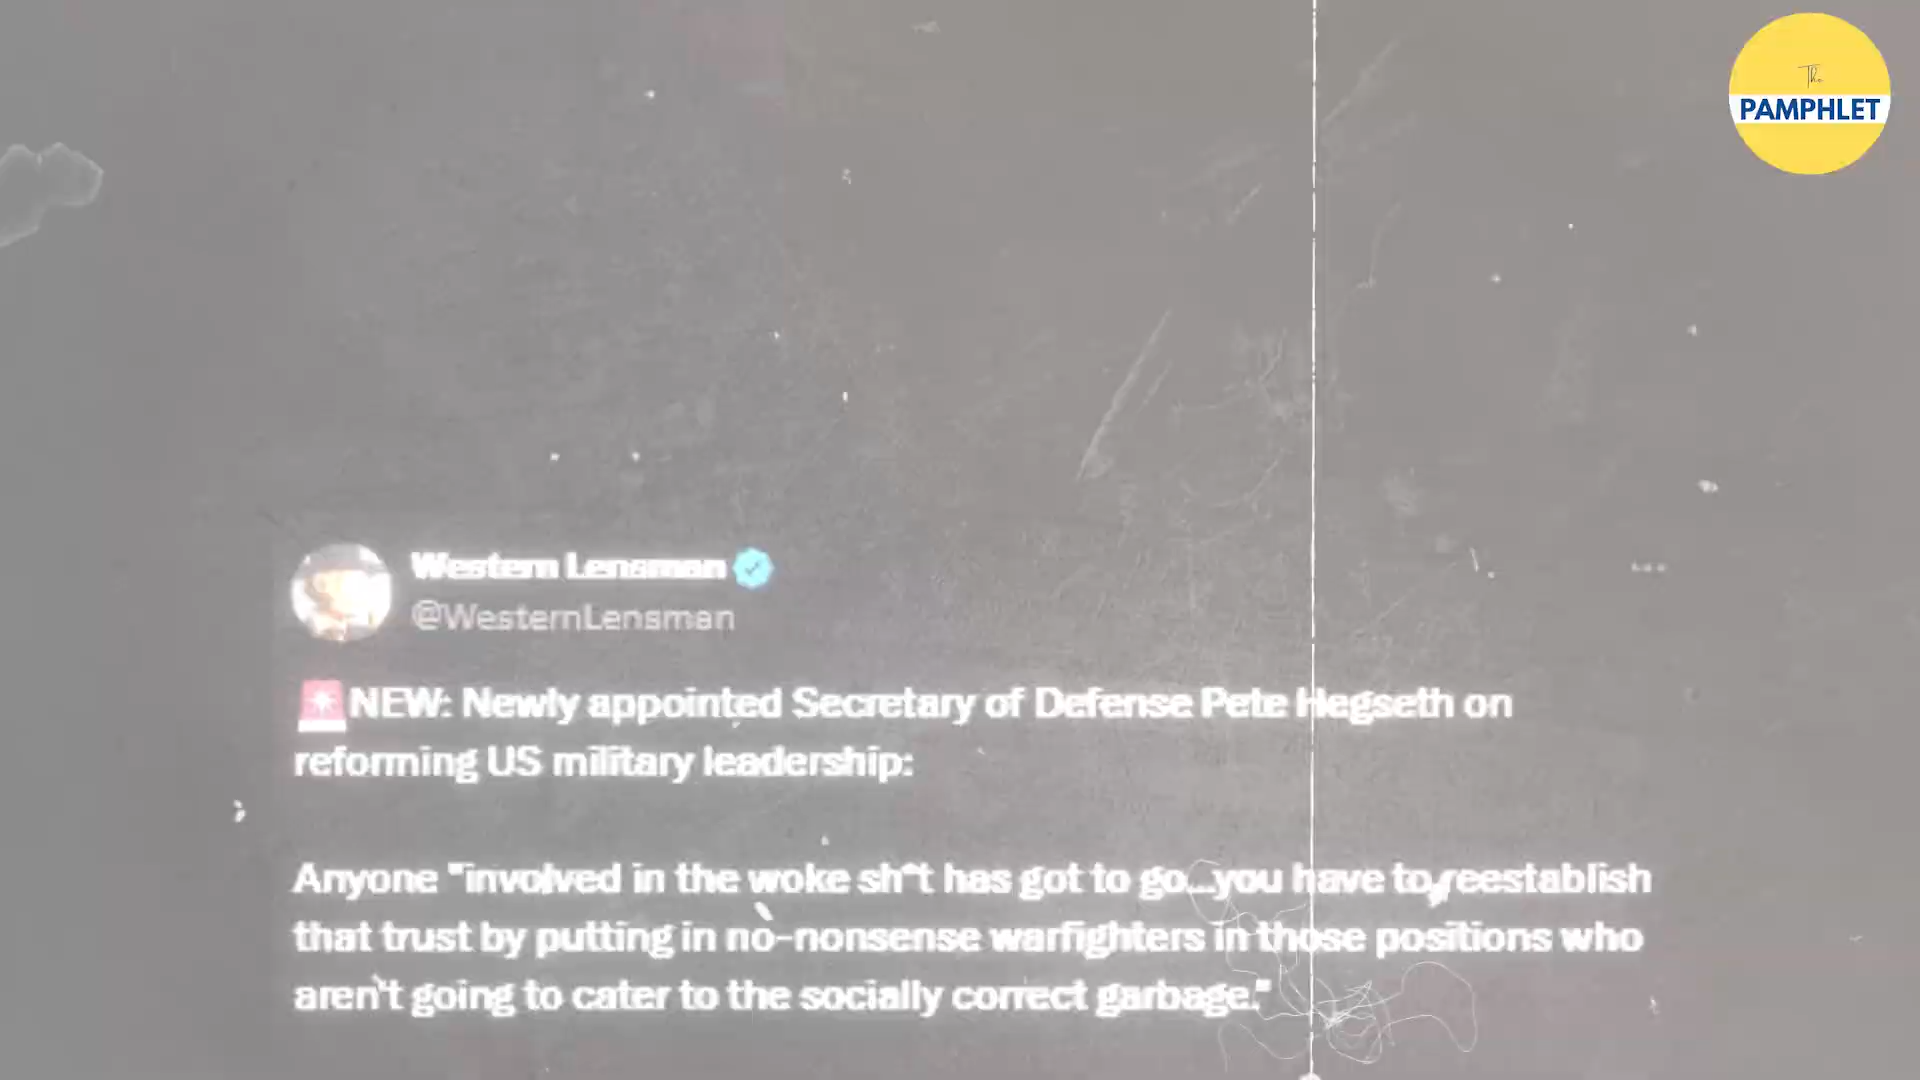 The
PAMPHLET
Western Lensman
@WesternLensman
🚨NEW: Newly appointed Secretary of Defense Pete Hegseth on
reforming US military leadership:
Anyone "involved in the woke sh^t has got to go...you have to reestablish
that trust by putting in no-nonsense warfighters in those positions who
aren't going to cater to the socially correct garbage."